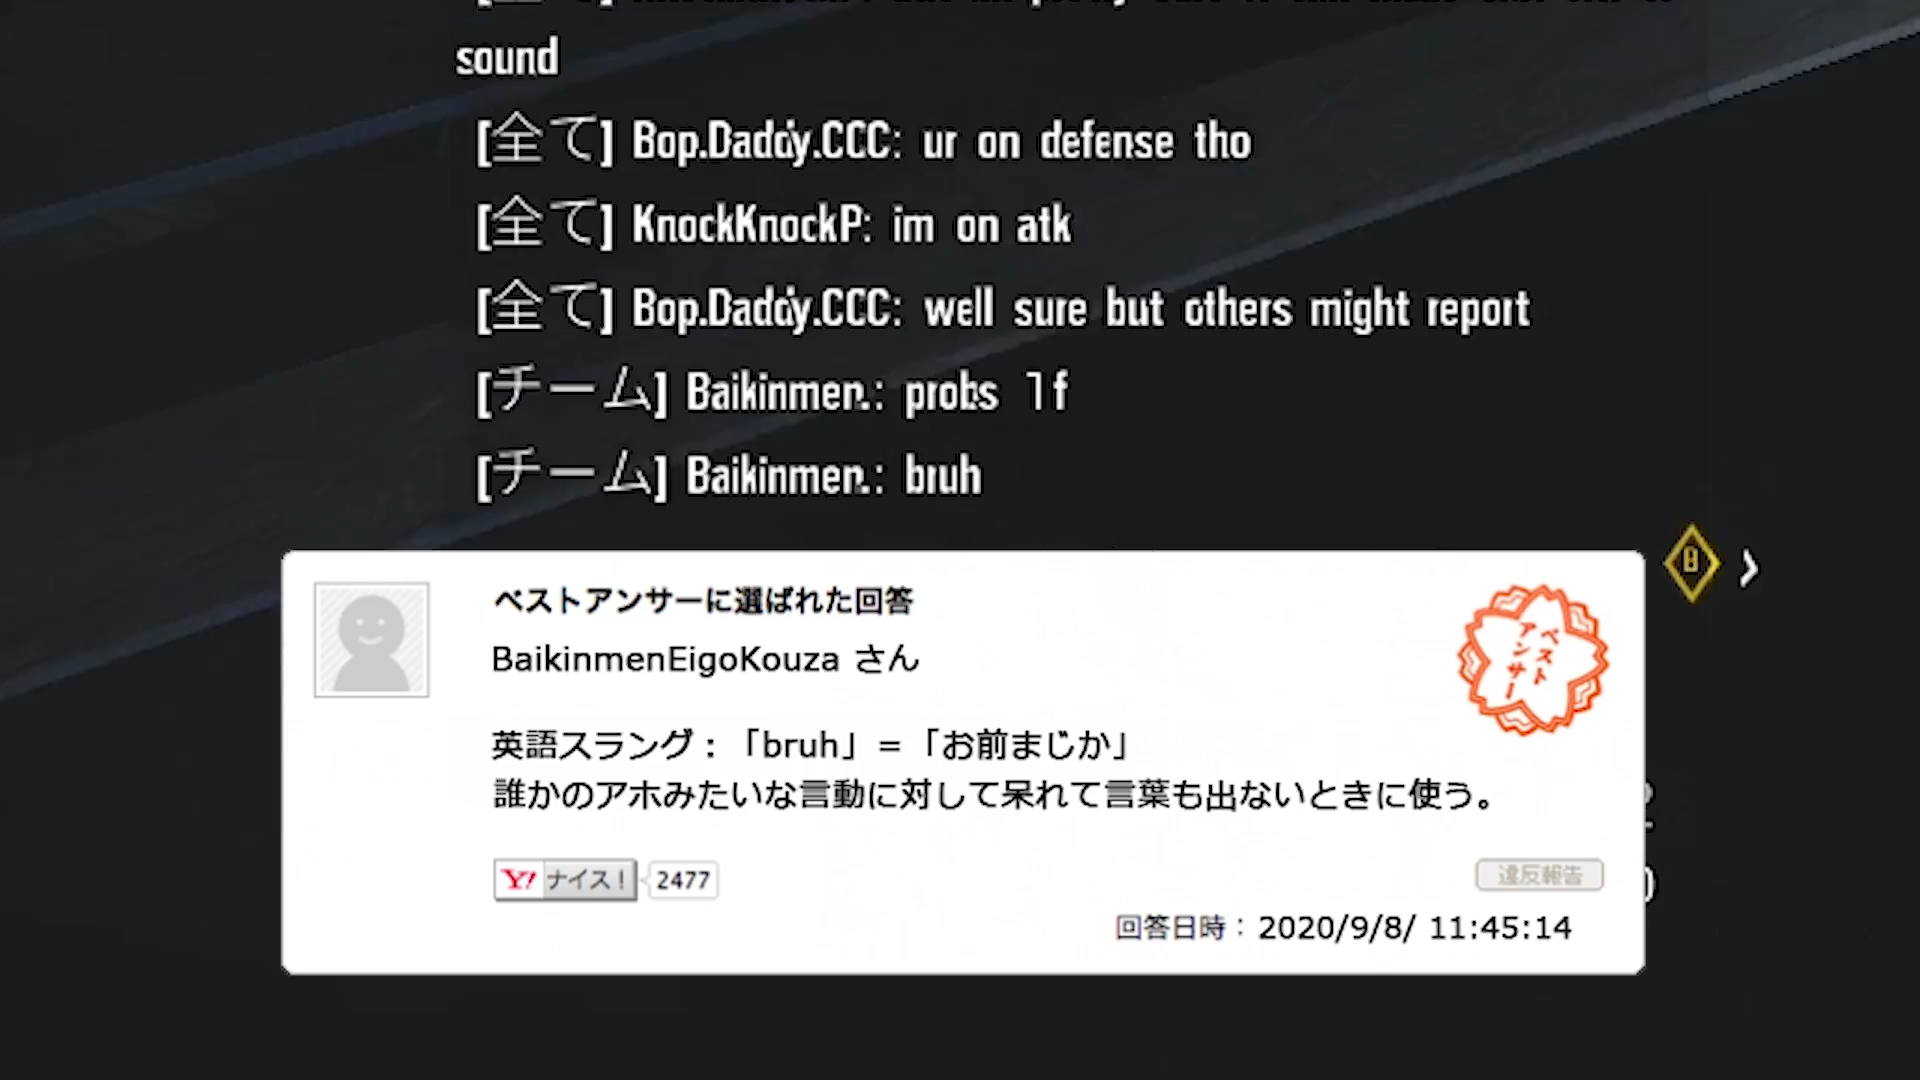 sound
[全て] Bop.Daddy.CCC: ur on defense tho
[全て] KnockKnockP: im on atk
[全て] Bop.Daddy.CCC: well sure but others might report
[チーム] Baikinmen.: probs 1f
[チーム] Baikinmen.: bruh
B
ベストアンサーに選ばれた回答
BaikinmenEigoKouza さん
ベスト
アンサー
英語スラング：「bruh」=「お前まじか」
誰かのアホみたいな言動に対して呆れて言葉も出ないときに使う。
Y! ナイス! 2477
違反報告
回答日時： 2020/9/8/ 11:45:14